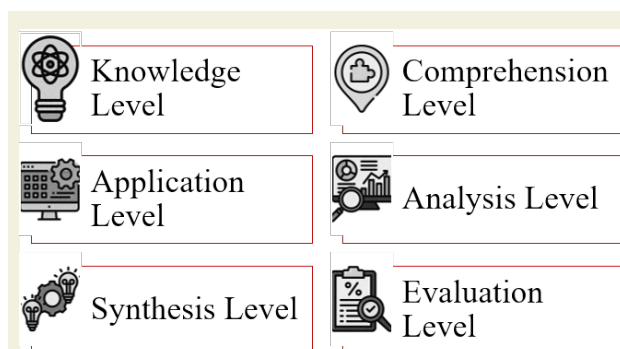 Knowledge
Level
Comprehension
Level
Application
Level
Analysis Level
Synthesis Level
%
Evaluation
Level